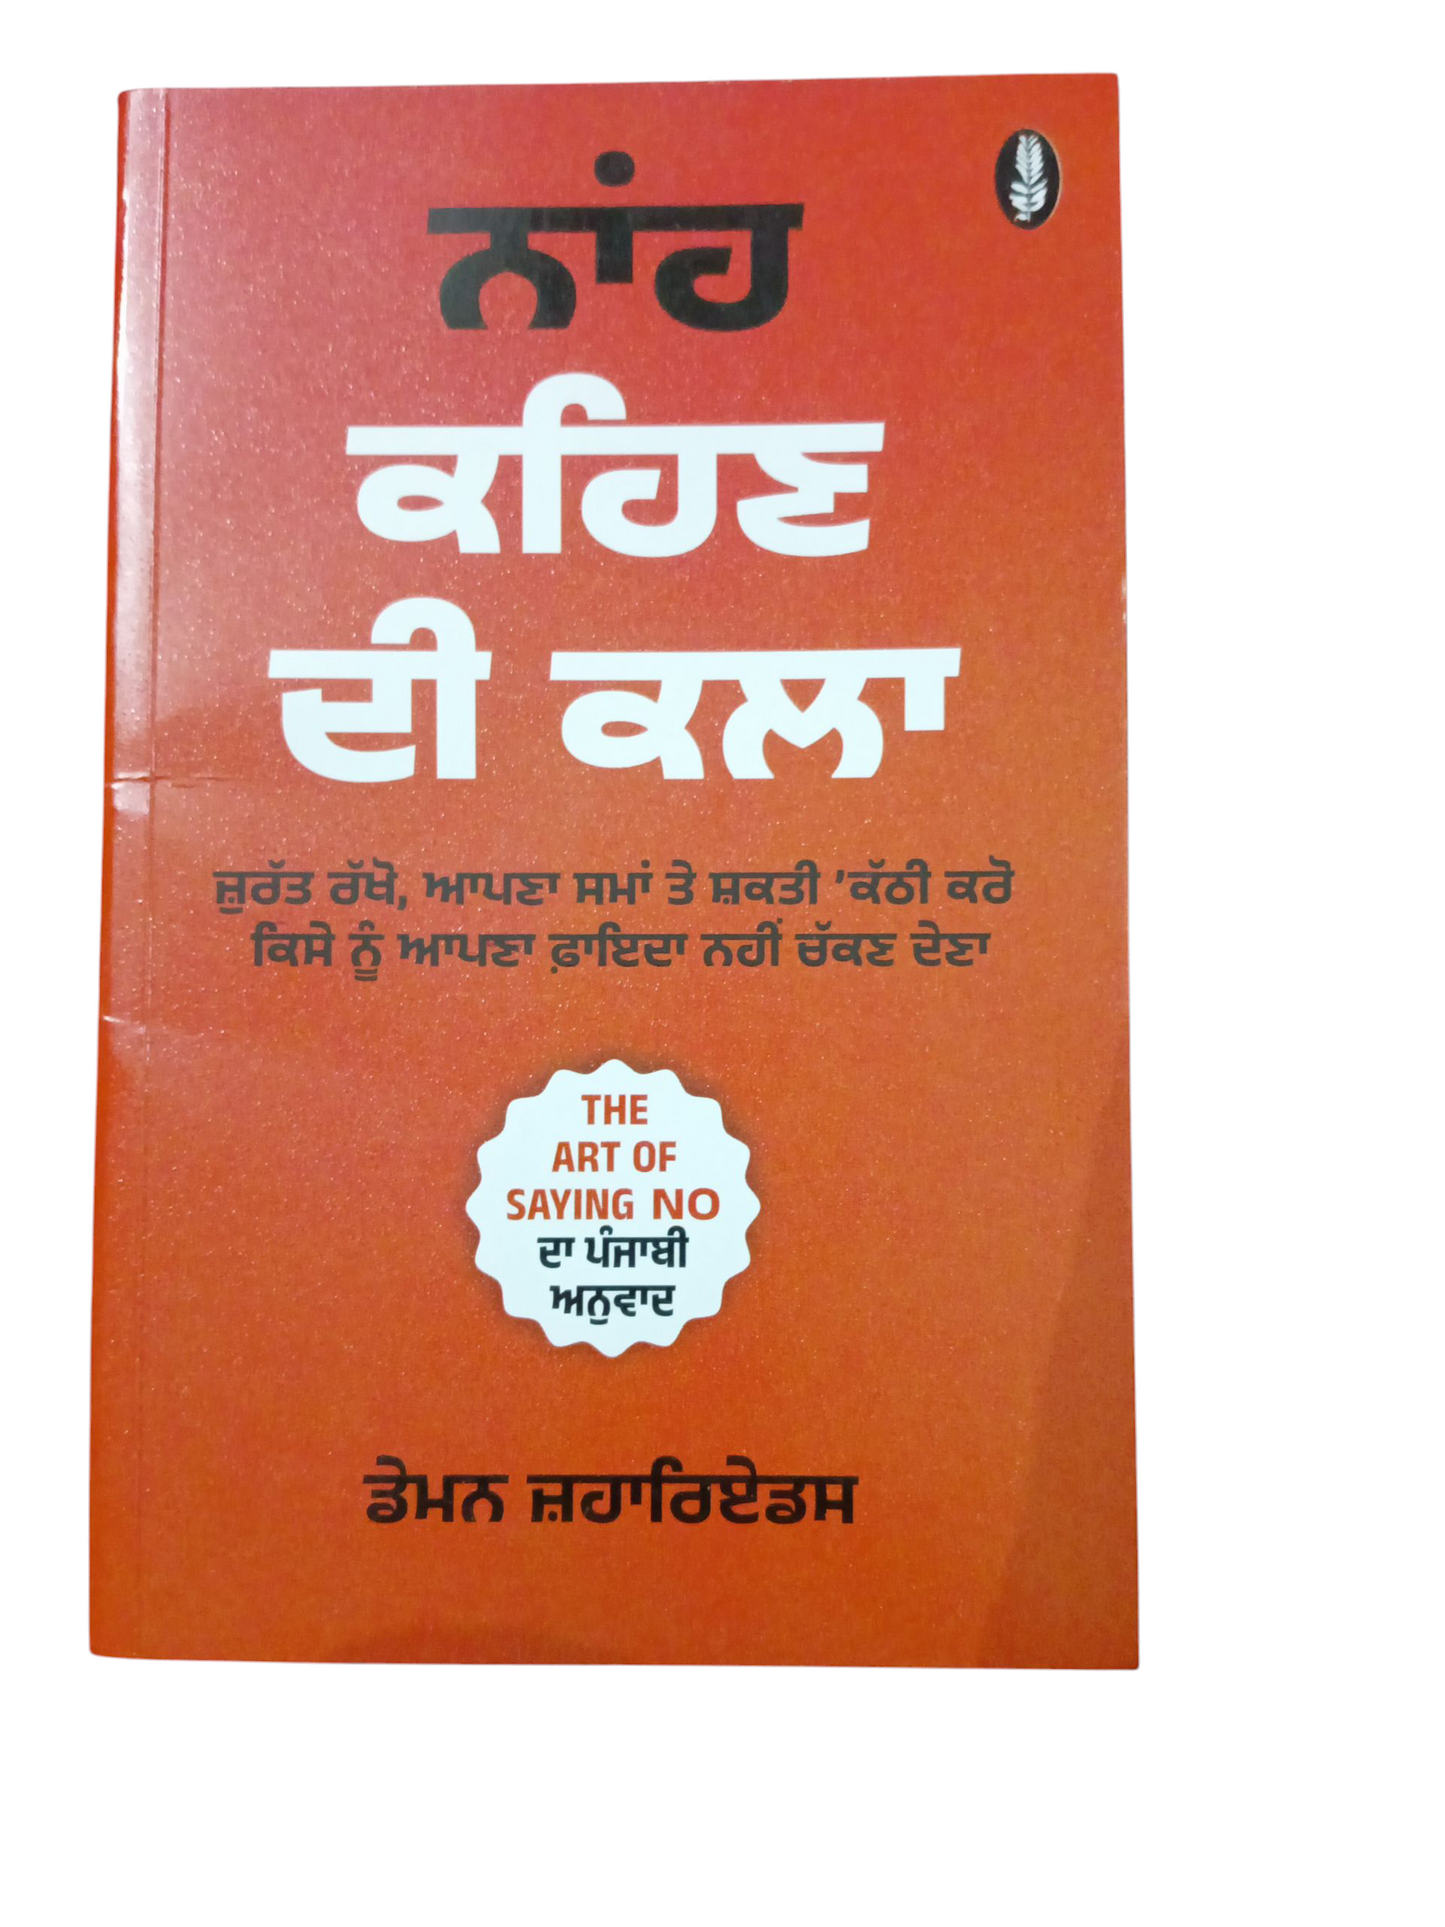 ਨਾਂਹ
ਕਹਿਣ
ਦੀ ਕਲਾ
ਜ਼ੁਰੱਤ ਰੱਖੋ, ਆਪਣਾ ਸਮਾਂ ਤੇ ਸ਼ਕਤੀ ’ਕੱਠੀ ਕਰੋ
ਕਿਸੇ ਨੂੰ ਆਪਣਾ ਫ਼ਾਇਦਾ ਨਹੀਂ ਚੱਕਣ ਦੇਣਾ
THE
ART OF
SAYING NO
ਦਾ ਪੰਜਾਬੀ
ਅਨੁਵਾਦ
ਡੇਮਨ ਜ਼ਹਾਰਿਏਡਸ